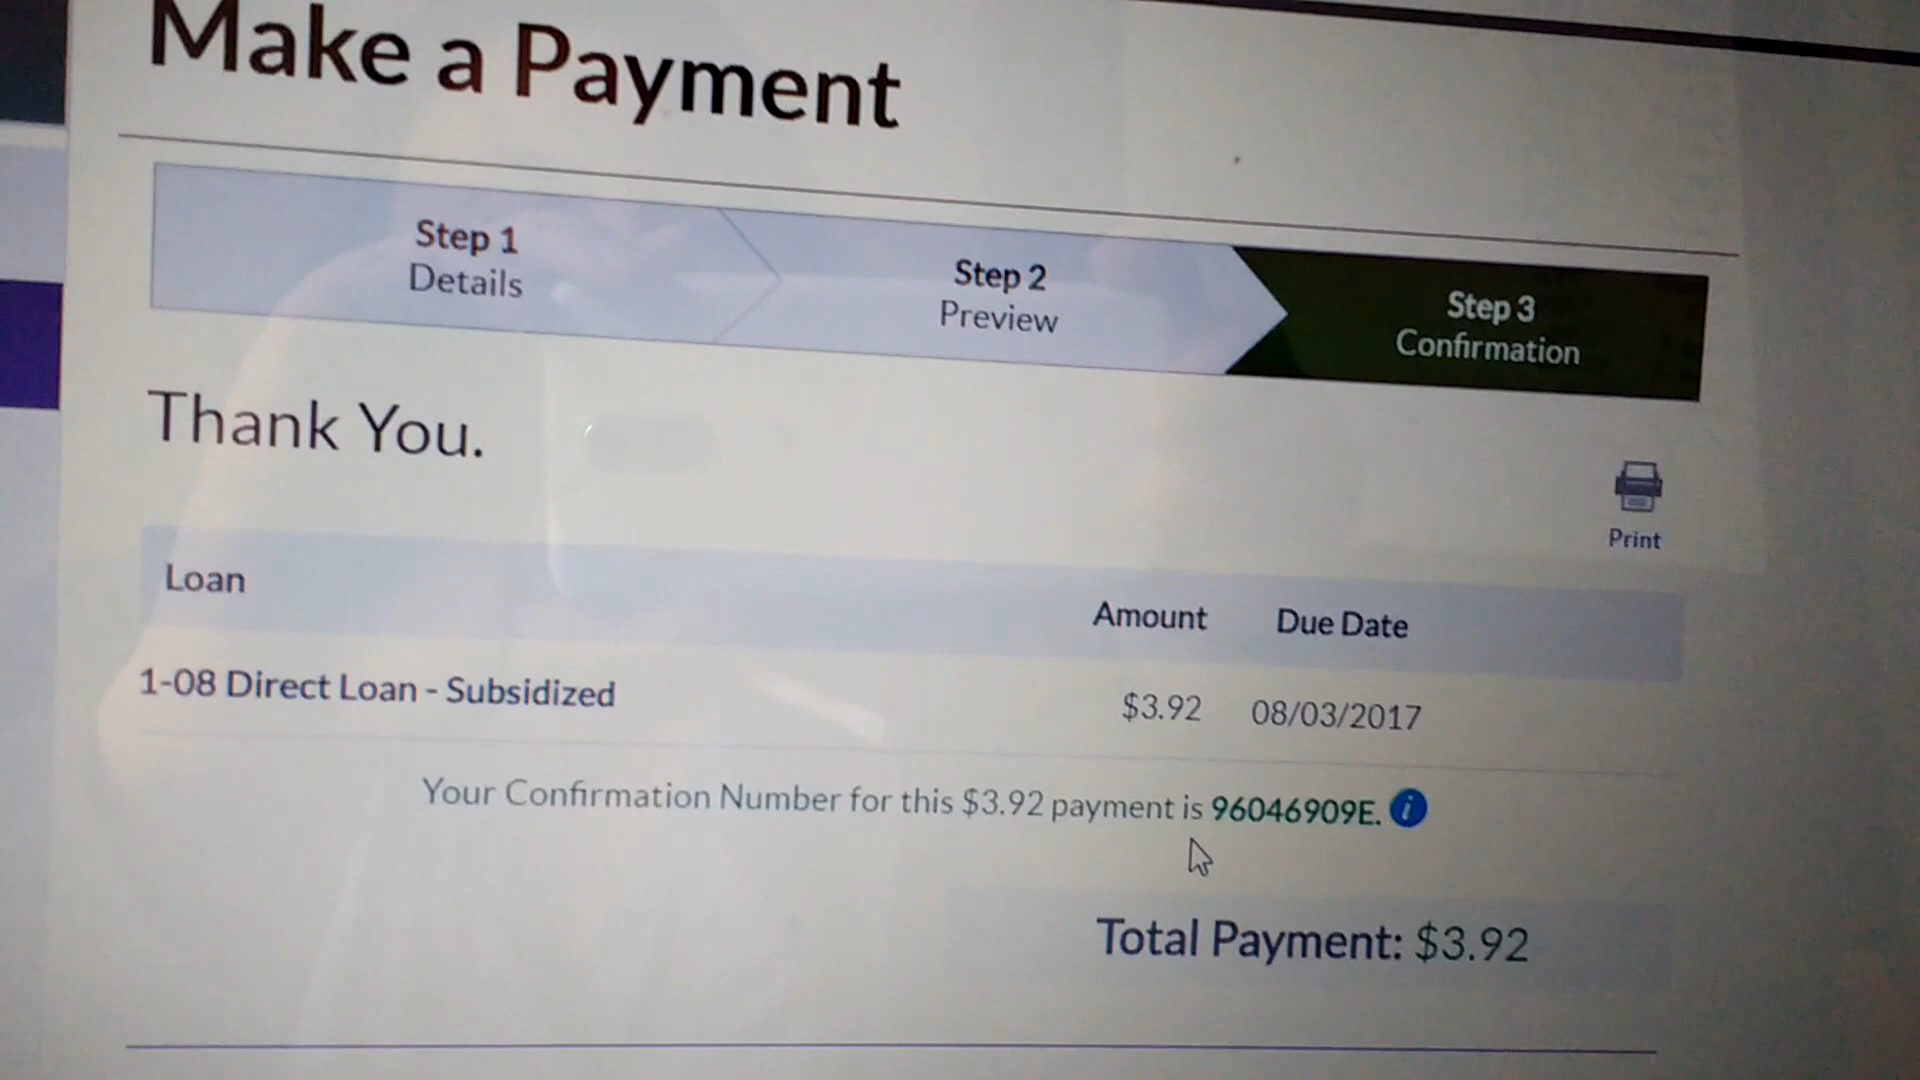 Make a Payment
Step 1
Details
Step 2
Preview
Step 3
Confirmation
Thank You.
Print
Loan
Amount
Due Date
1-08 Direct Loan - Subsidized
$3.92
08/03/2017
Your Confirmation Number for this $3.92 payment is 96046909E.
Total Payment: $3.92